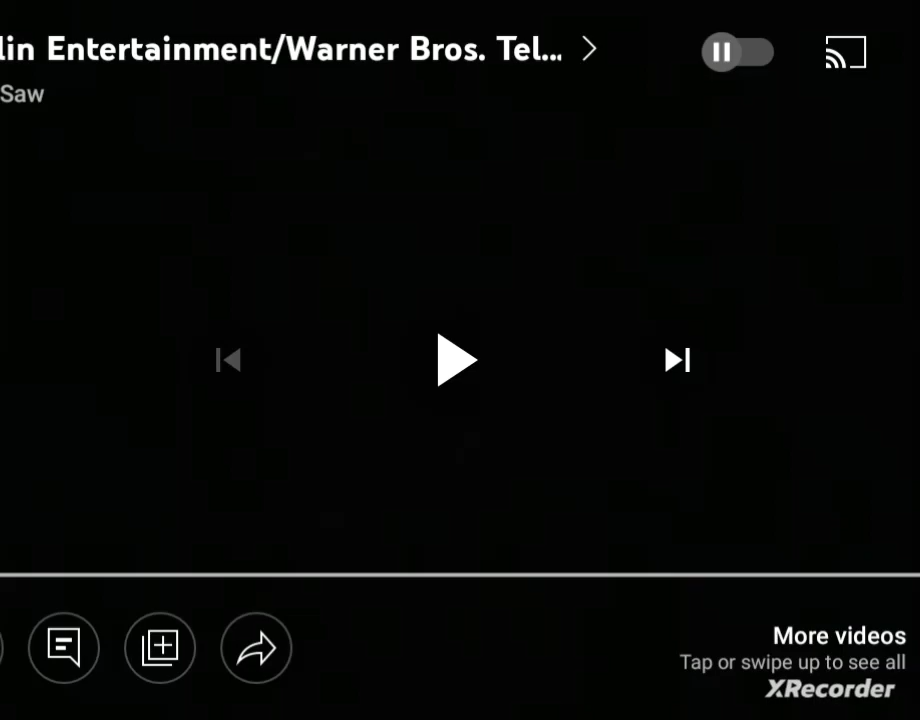 lin Entertainment/Warner Bros. Tel...
Saw
More videos
Tap or swipe up to see all
XRecorder